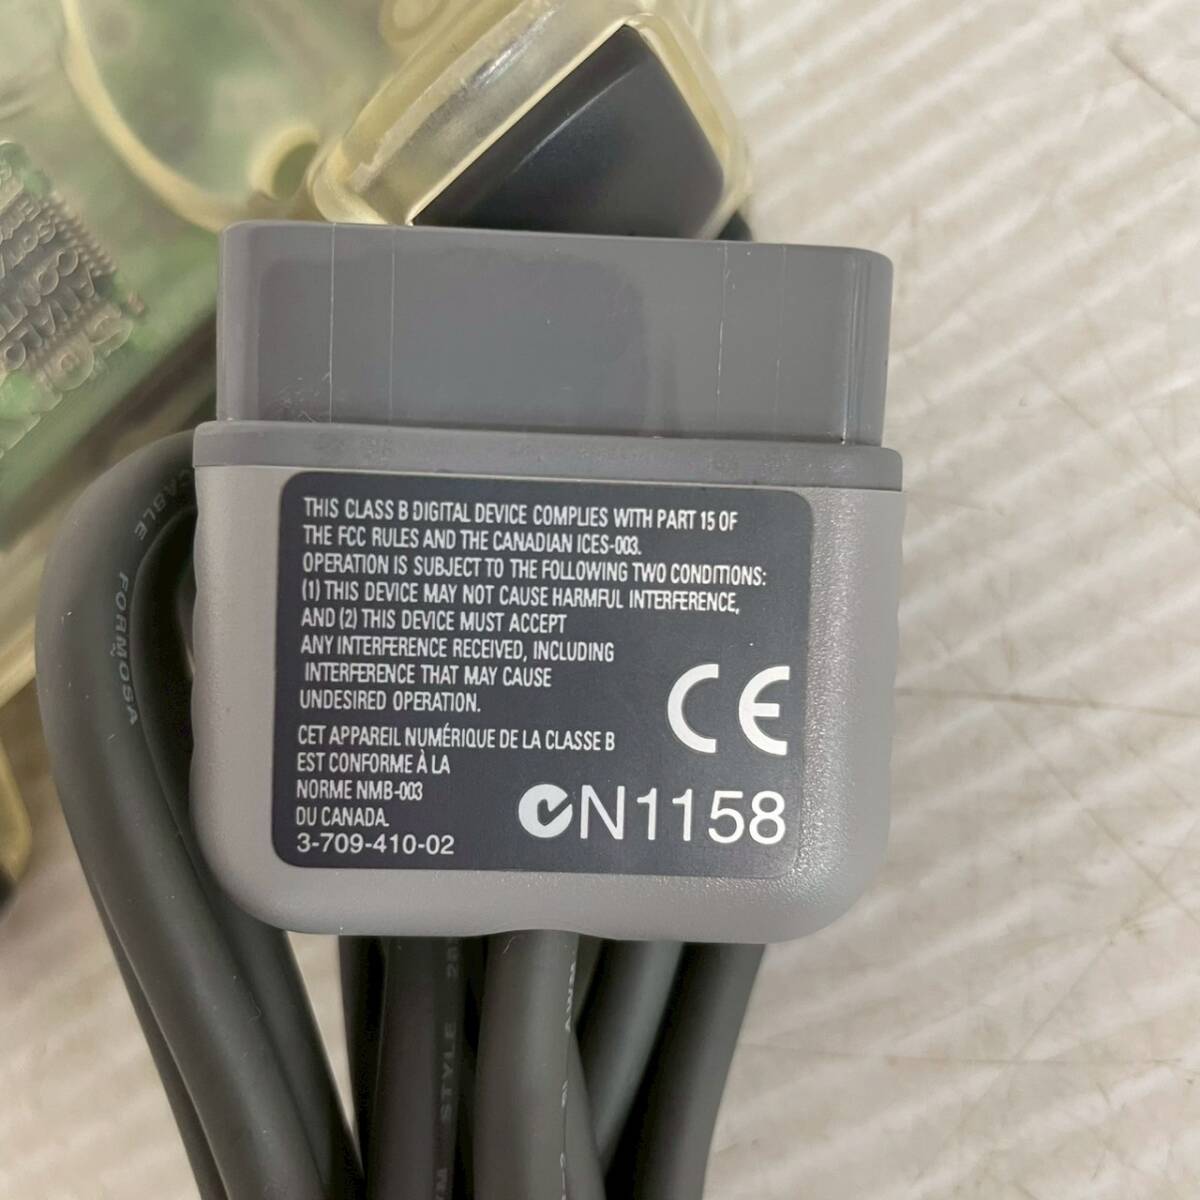 THIS CLASS B DIGITAL DEVICE COMPLIES WITH PART 15 OF
THE FCC RULES AND THE CANADIAN ICES-003.
OPERATION IS SUBJECT TO THE FOLLOWING TWO CONDITIONS:
(1) THIS DEVICE MAY NOT CAUSE HARMFUL INTERFERENCE,
AND (2) THIS DEVICE MUST ACCEPT
ANY INTERFERENCE RECEIVED, INCLUDING
INTERFERENCE THAT MAY CAUSE
UNDESIRED OPERATION.
CE
CET APPAREIL NUMÉRIQUE DE LA CLASSE B
EST CONFORME À LA
NORME NMB-003
DU CANADA.
3-709-410-02
N1158
CABLE FORMOSA
STYLE
AWM